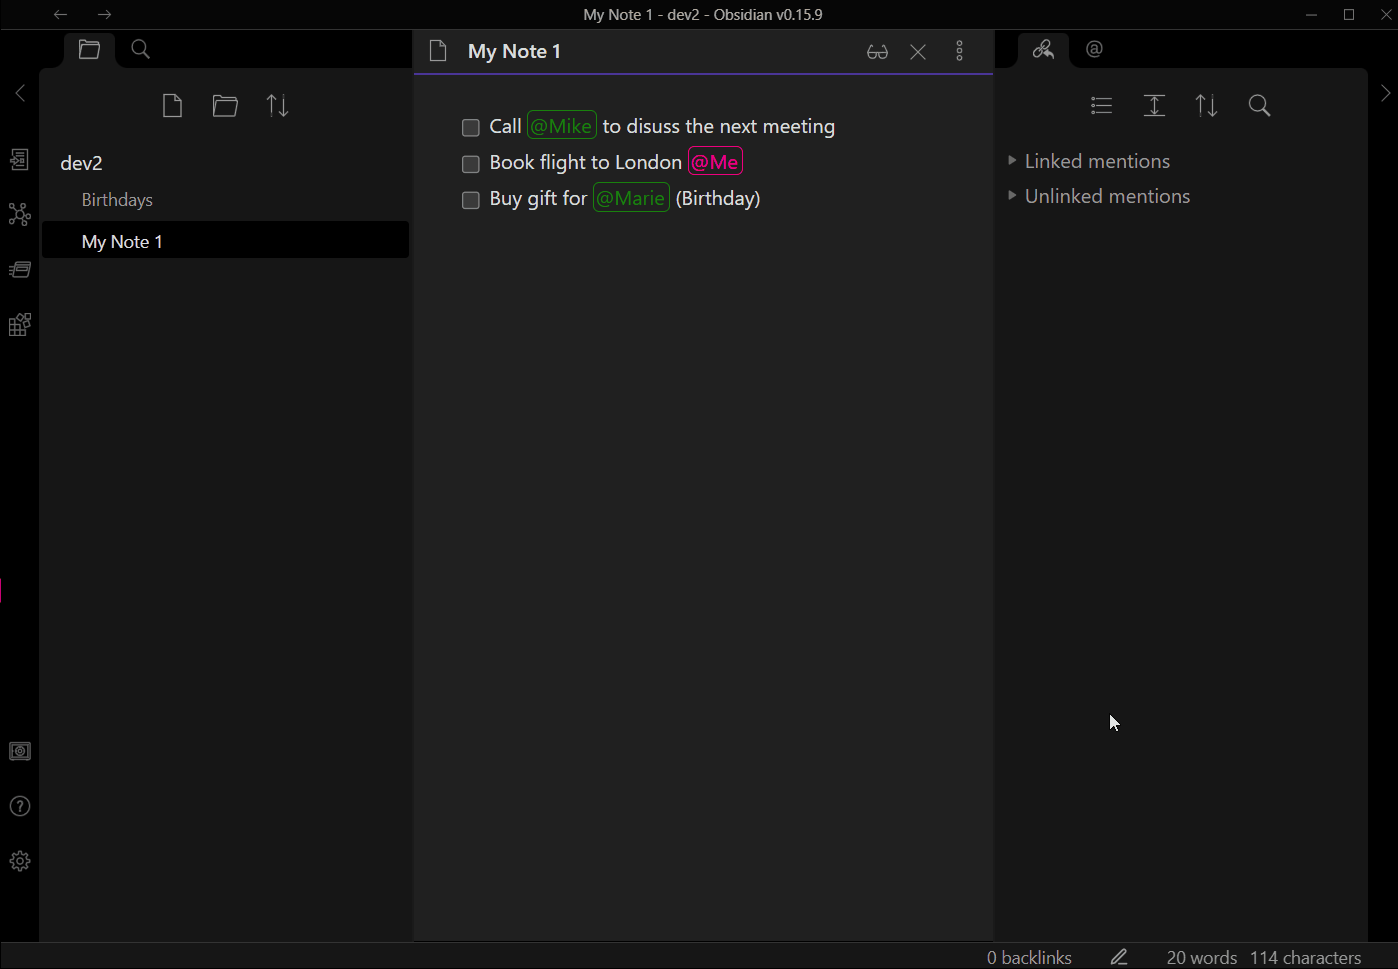 My Note 1 - dev2 - Obsidian v0.15.9
My Note 1
@
dev2
Birthdays
My Note 1
Call @Mike to disuss the next meeting
Book flight to London @Me
Buy gift for @Marie (Birthday)
Linked mentions
Unlinked mentions
?
0 backlinks 20 words 114 characters